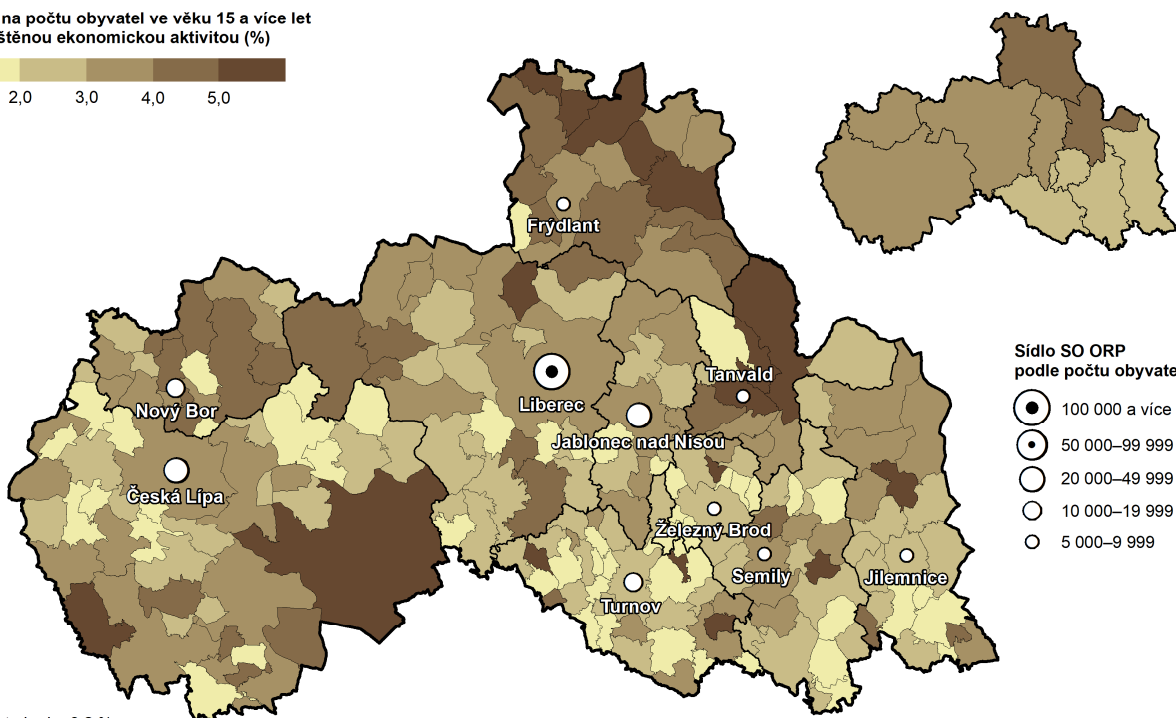 na počtu obyvatel ve věku 15 a více let
štěnou ekonomickou aktivitou (%)
2,0 3,0 4,0 5,0
Frýdlant
Tanvald
Liberec
Nový Bor
Jablonec nad Nisou
Česká Lípa
Železný Brod
Semily
Jilemnice
Turnov
Sídlo SO ORP
podle počtu obyvate
100 000 a více
50 000–99 999
20 000–49 999
10 000–19 999
5 000–9 999